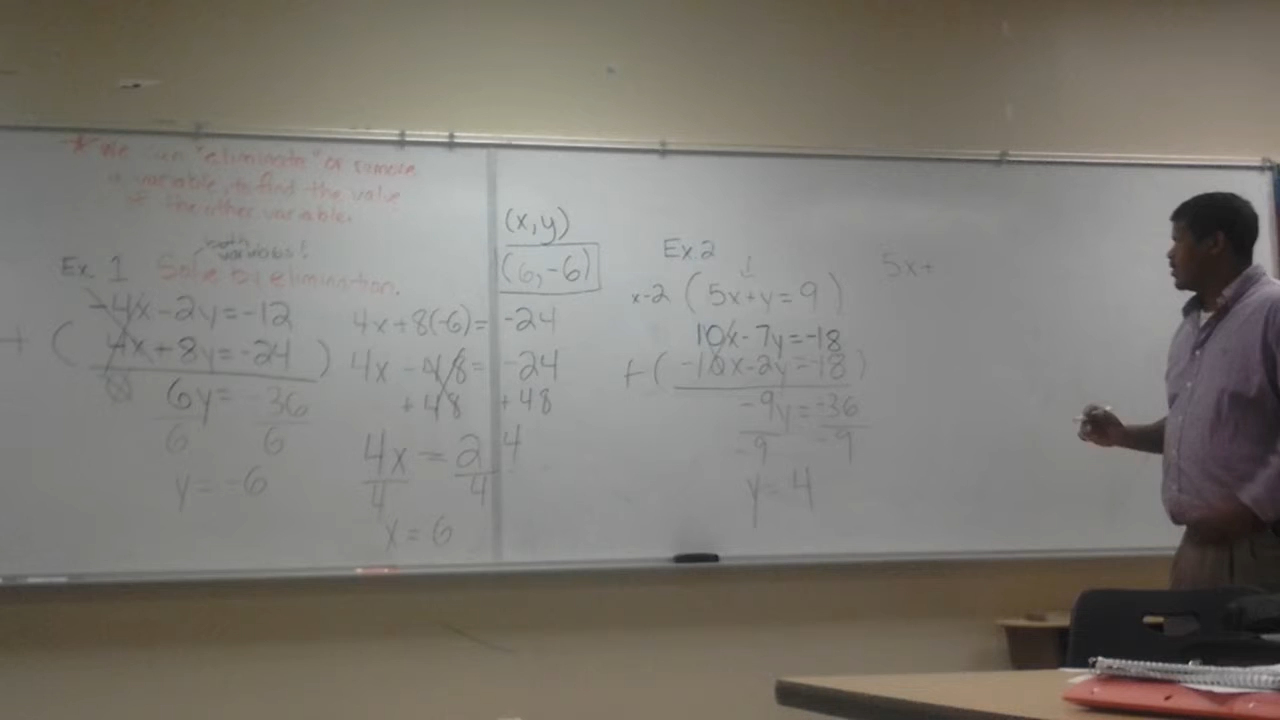 * We can "eliminate" or remove
a variable, to find the value
of the other variable.
both
variables!
Ex. 1 Solve by elimination.
-4x-2y=-12
+ ( 4x+8y=-24 )
0 6y=-36
6 6
y=-6
4x+8(-6)=-24
4x-48=-24
+48 +48
4x=24
4 4
x=6
(x,y)
(6,-6)
Ex.2
x-2 (5x+y=9)
10x-7y=-18
+(-10x-2y=-18)
-9y=-36
-9 -9
y=4
5x+